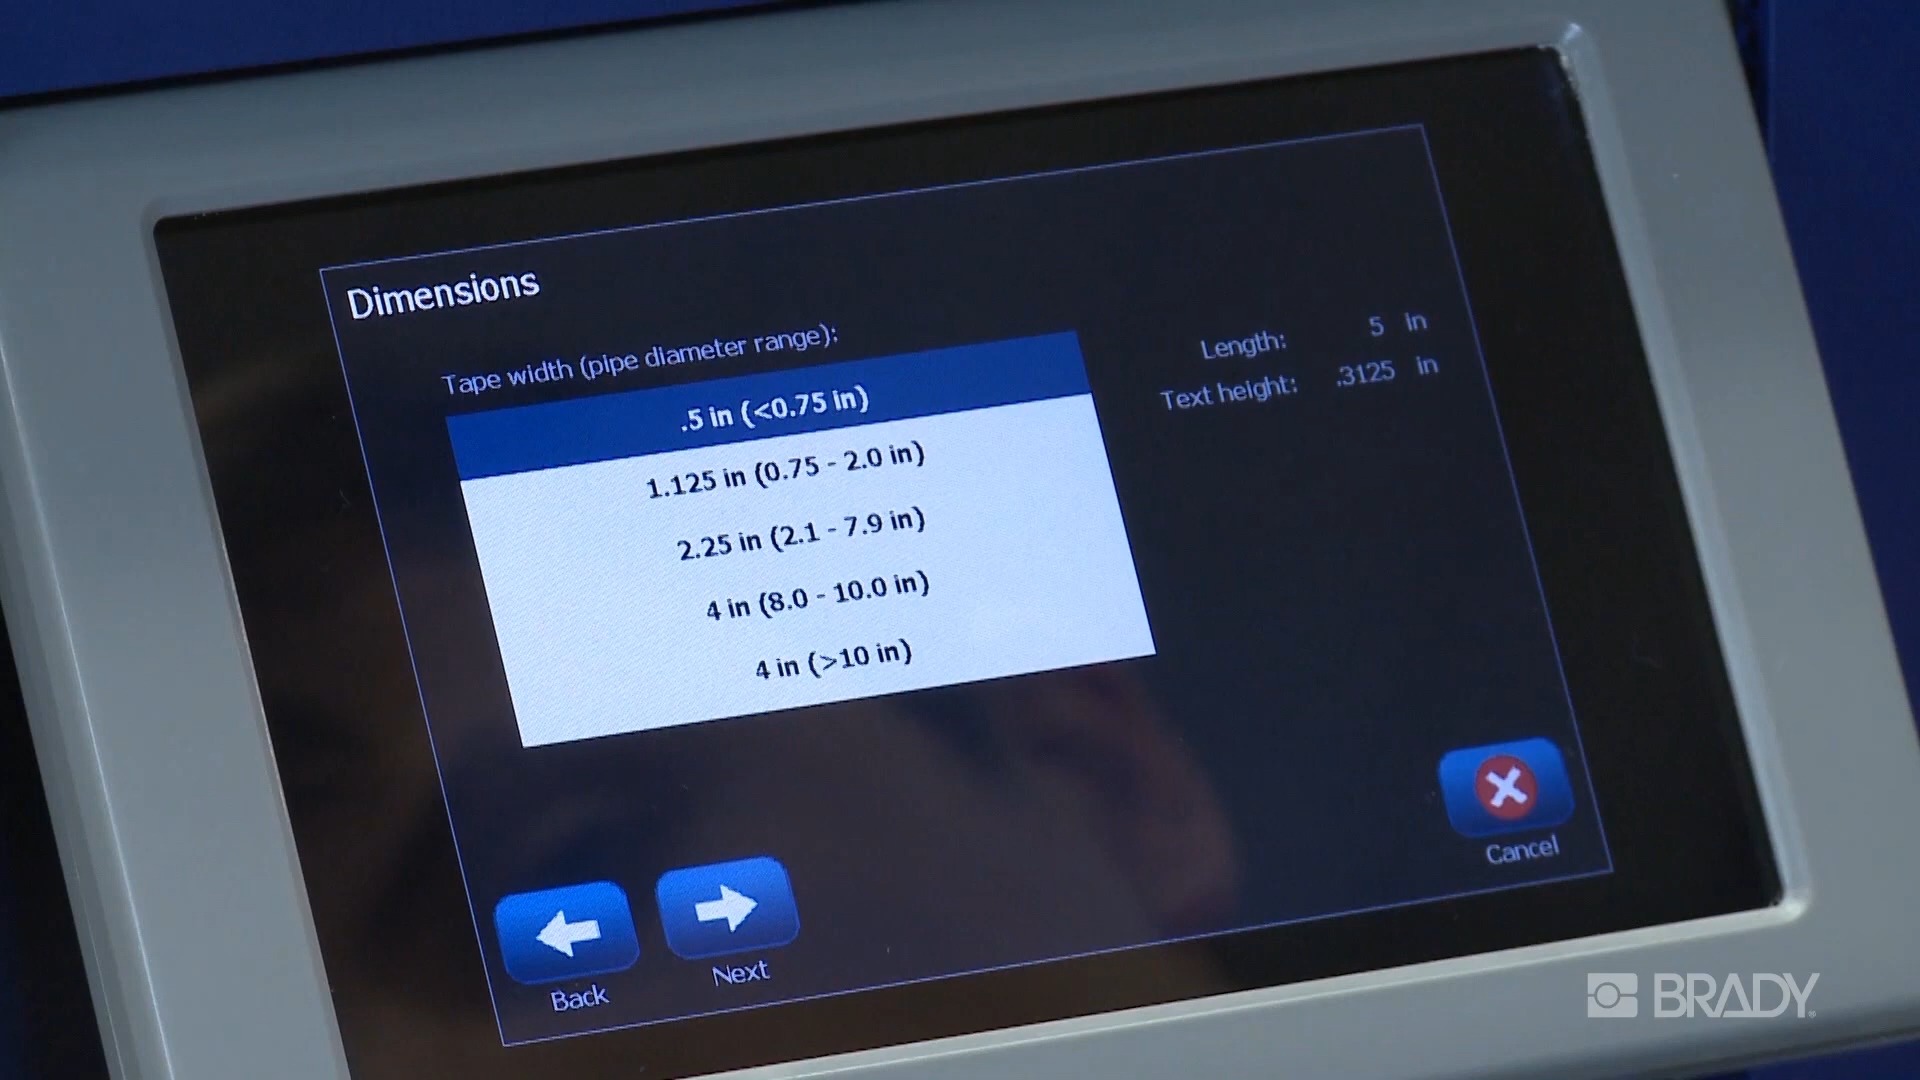 Dimensions
Tape width (pipe diameter range):
.5 in (<0.75 in)
1.125 in (0.75 - 2.0 in)
2.25 in (2.1 - 7.9 in)
4 in (8.0 - 10.0 in)
4 in (>10 in)
Length: 5 in
Text height: .3125 in
Cancel
Back
Next
BRADY